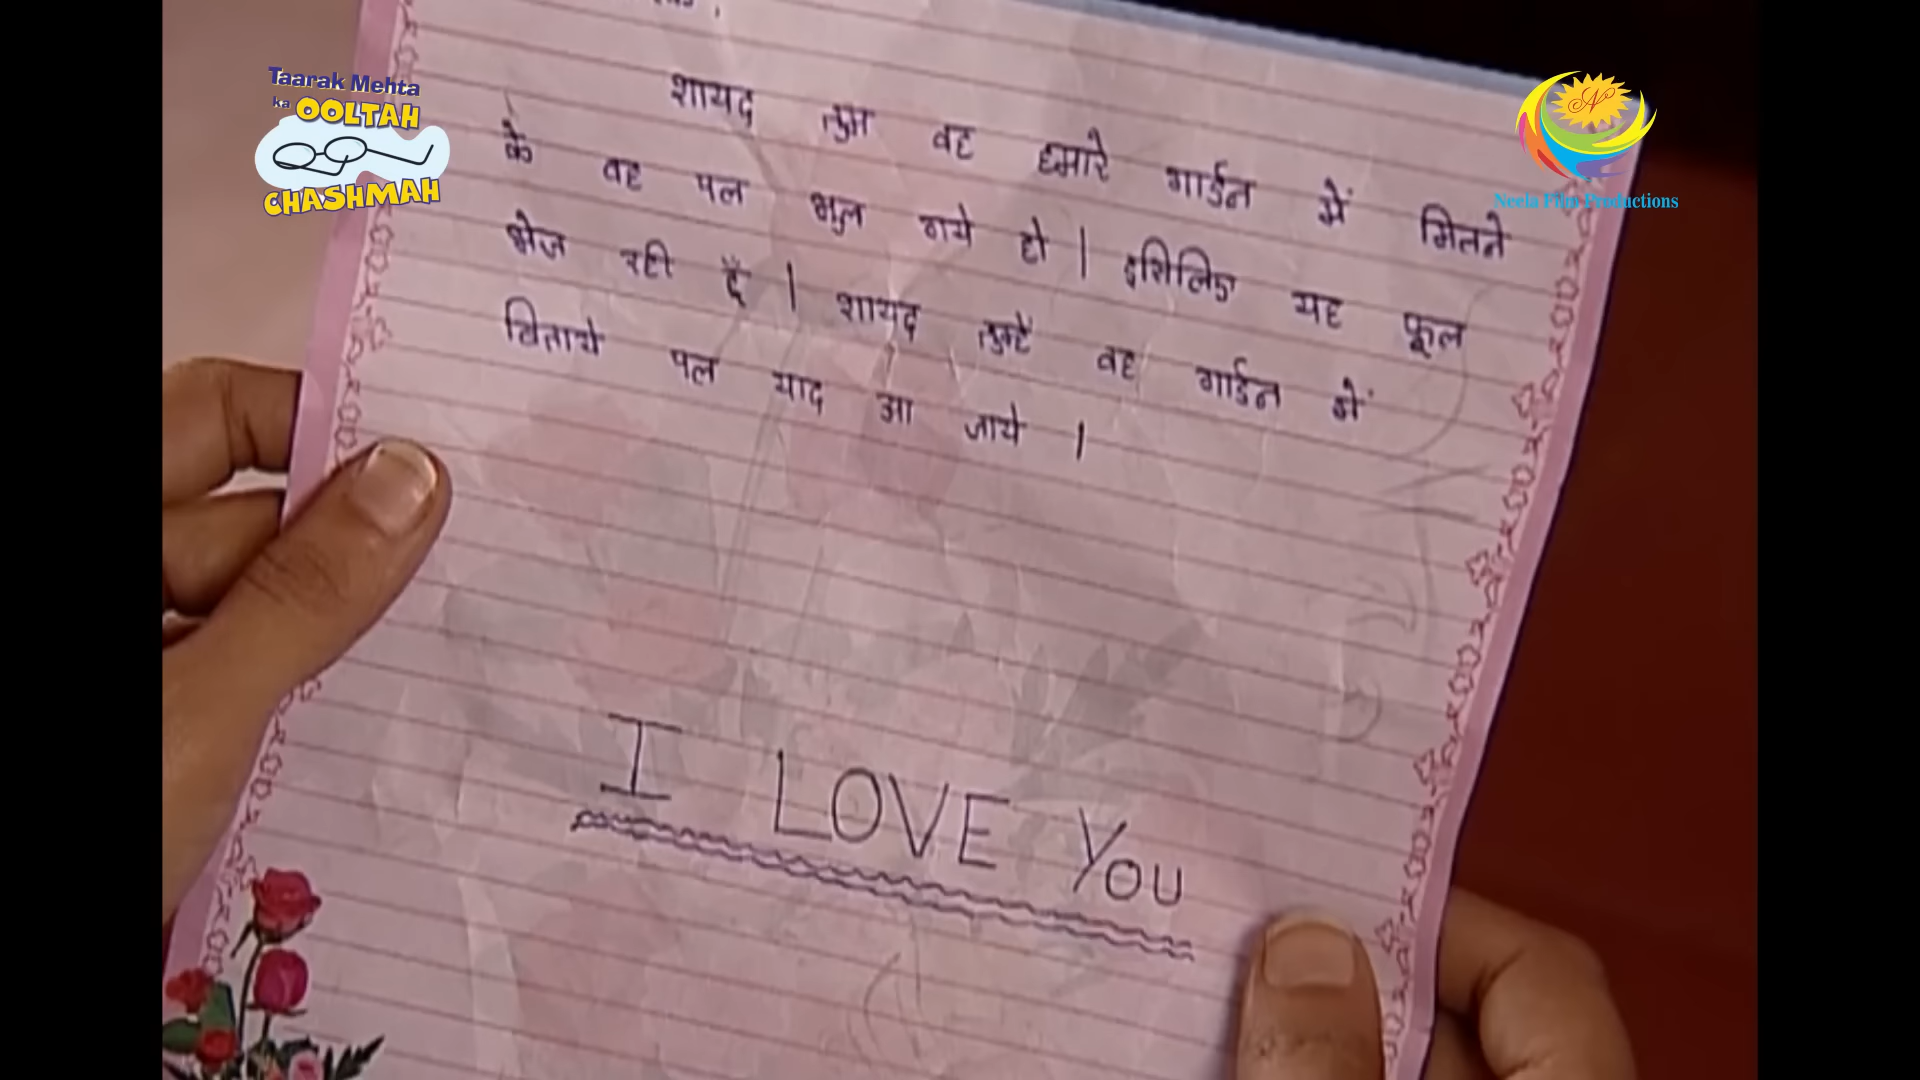 Taarak Mehta
ka OOLTAH
CHASHMAH
Neela Film Productions
शायद तुम वह हमारे गार्डन में मिलने
के वह पल भुल गये हो । इसिलिए यह फूल
भेज रही हूँ । शायद तुम्हें वह गार्डन में
बिताये पल याद आ जाये ।
I LOVE YOU